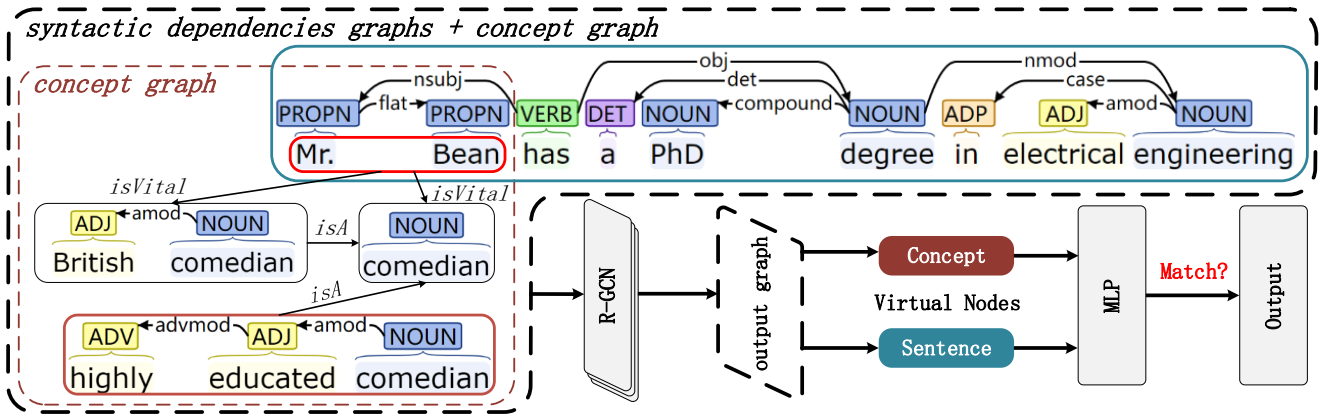 syntactic dependencies graphs + concept graph
concept graph
obj
nmod
nsubj
det
case
flat
compound
amod
PROPN PROPN VERB DET NOUN NOUN ADP ADJ NOUN
Mr. Bean has a PhD degree in electrical engineering
isVital
isVital
amod
ADJ NOUN
British comedian
isA
NOUN
comedian
isA
advmod
amod
ADV ADJ NOUN
highly educated comedian
R-GCN
output graph
Concept
Virtual Nodes
Sentence
MLP
Match?
Output